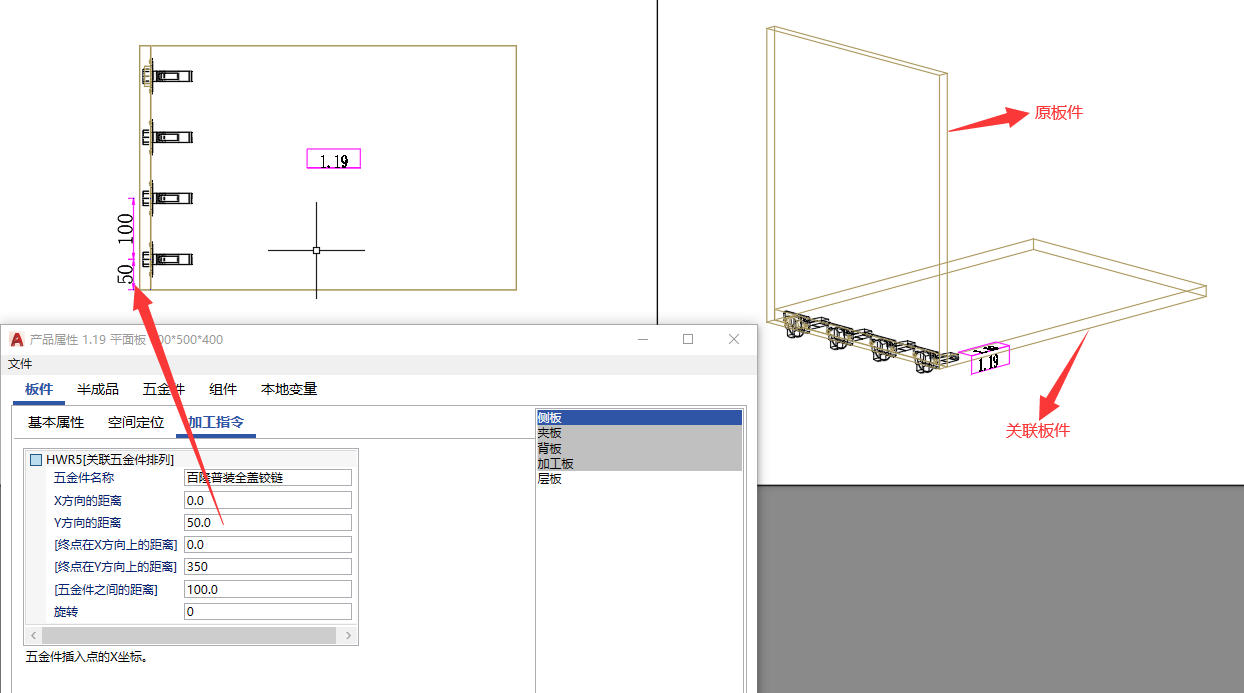 1.19
100
50
原板件
1.19
1.19
关联板件
产品属性 1.19 平面板
00*500*400
文件
板件 半成品 五金件 组件 本地变量
基本属性 空间定位 加工指令
HWR5[关联五金件排列]
五金件名称 百隆普装全盖铰链
X方向的距离 0.0
Y方向的距离 50.0
[终点在X方向上的距离] 0.0
[终点在Y方向上的距离] 350
[五金件之间的距离] 100.0
旋转 0
五金件插入点的X坐标。
侧板
夹板
背板
加工板
层板